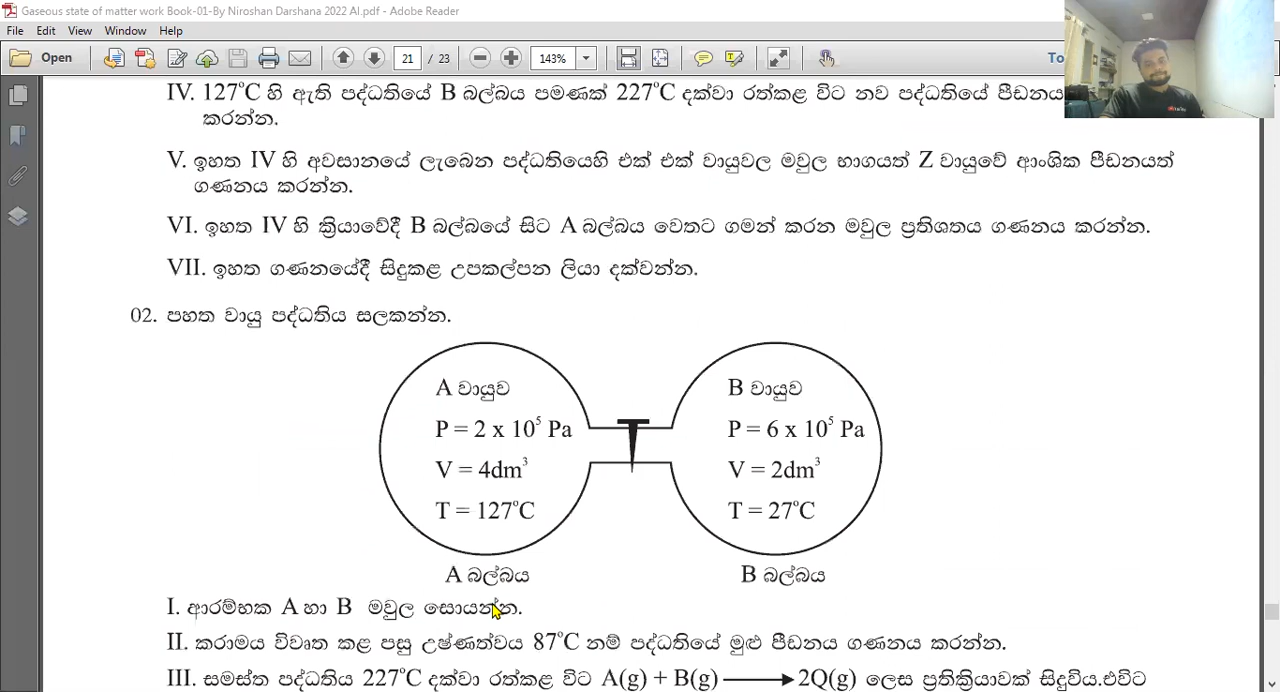 Gaseous state of matter work Book-01-By Niroshan Darshana 2022 Al.pdf - Adobe Reader
File Edit View Window Help
Open 21 / 23 143% To
IV. 127°C හි ඇති පද්ධතියේ B බල්බය පමණක් 227°C දක්වා රත්කළ විට නව පද්ධතියේ පීඩනය
කරන්න.
V. ඉහත IV හි අවසානයේ ලැබෙන පද්ධතියෙහි එක් එක් වායුවල මවුල භාගයත් Z වායුවේ ආංශික පීඩනයත්
ගණනය කරන්න.
VI. ඉහත IV හි ක්‍රියාවේදී B බල්බයේ සිට A බල්බය වෙතට ගමන් කරන මවුල ප්‍රතිශතය ගණනය කරන්න.
VII. ඉහත ගණනයේදී සිදුකළ උපකල්පන ලියා දක්වන්න.
02. පහත වායු පද්ධතිය සලකන්න.
A වායුව
P = 2 x 10⁵ Pa
V = 4dm³
T = 127°C
A බල්බය
B වායුව
P = 6 x 10⁵ Pa
V = 2dm³
T = 27°C
B බල්බය
I. ආරම්භක A හා B මවුල සොයන්න.
II. කරාමය විවෘත කළ පසු උෂ්ණත්වය 87°C නම් පද්ධතියේ මුළු පීඩනය ගණනය කරන්න.
III. සමස්ත පද්ධතිය 227°C දක්වා රත්කළ විට A(g) + B(g) ⟶ 2Q(g) ලෙස ප්‍රතික්‍රියාවක් සිදුවිය.එවිට